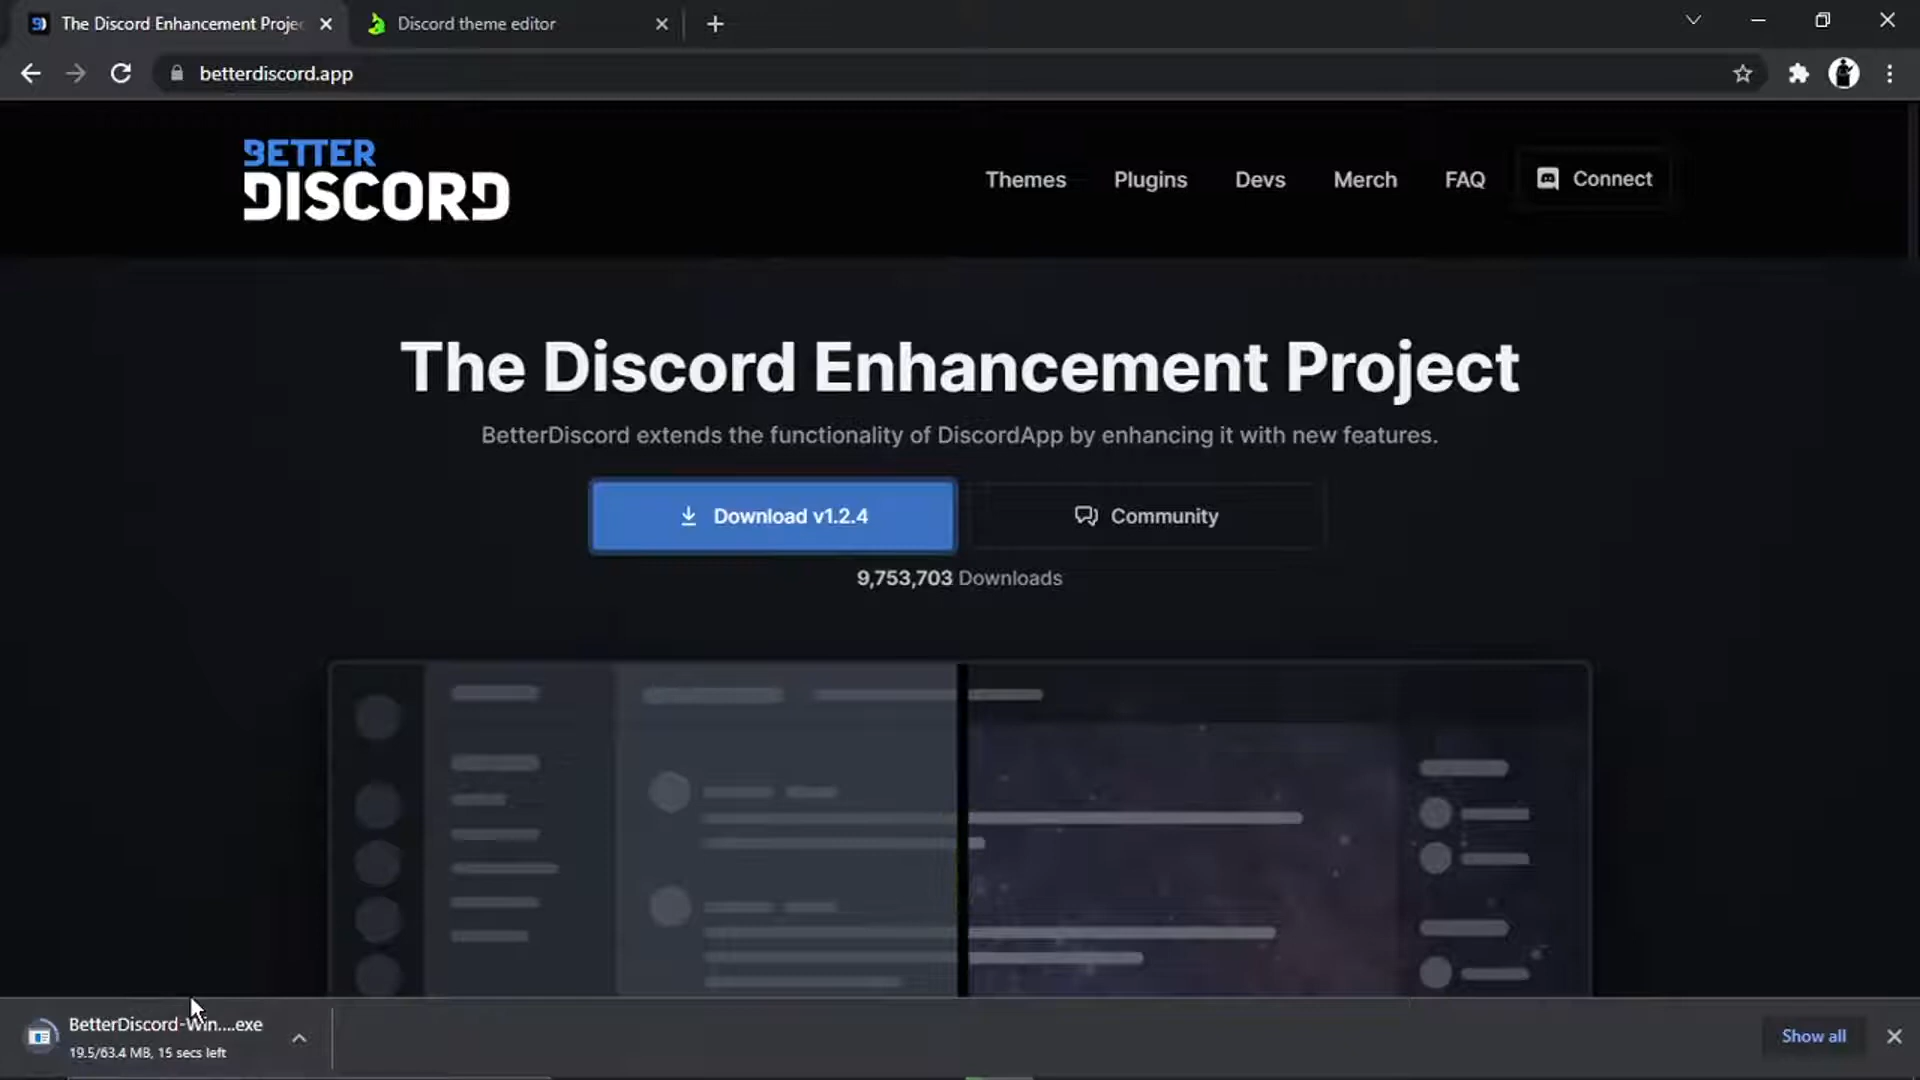 The Discord Enhancement Proje
Discord theme editor
betterdiscord.app
BETTER
DISCORD
Themes
Plugins
Devs
Merch
FAQ
Connect
The Discord Enhancement Project
BetterDiscord extends the functionality of DiscordApp by enhancing it with new features.
Download v1.2.4
Community
9,753,703 Downloads
BetterDiscord-Win....exe
19.5/63.4 MB, 15 secs left
Show all